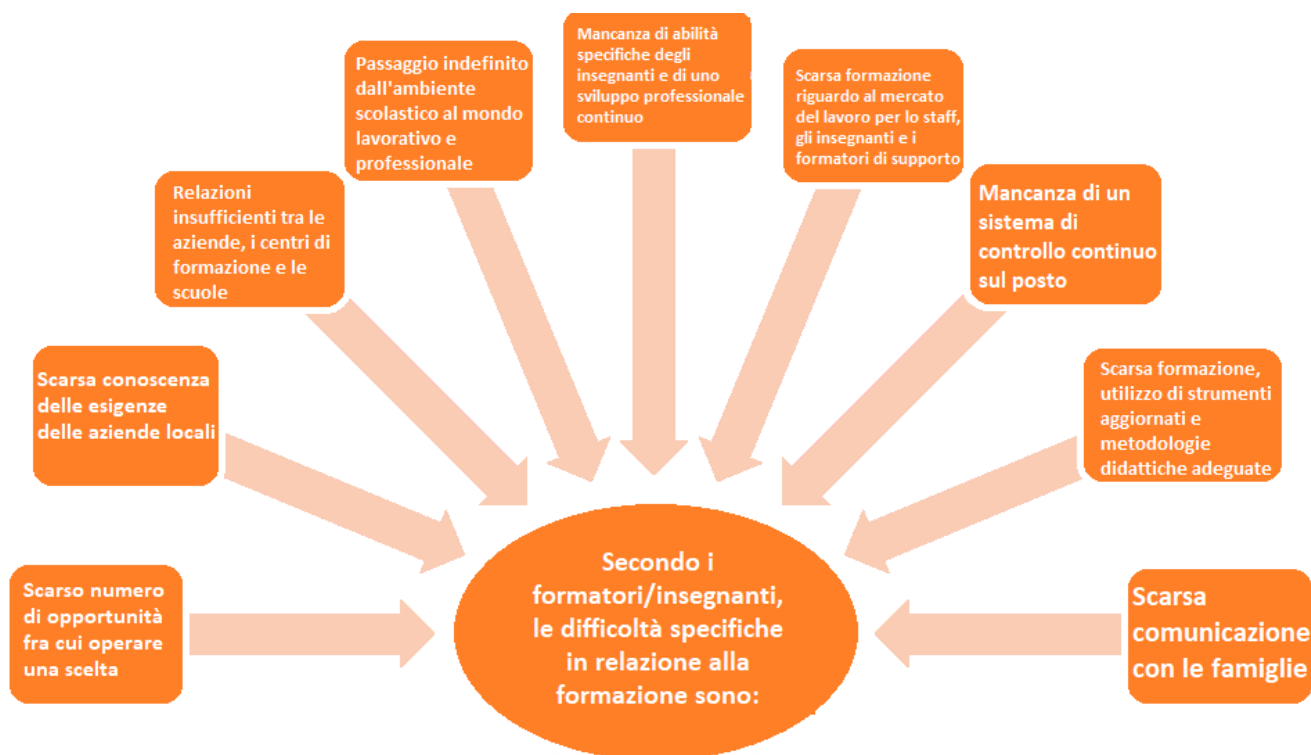 Scarso numero
di opportunità
fra cui operare
una scelta
Scarsa conoscenza
delle esigenze
delle aziende locali
Relazioni
insufficienti tra le
aziende, i centri di
formazione e le
scuole
Passaggio indefinito
dall'ambiente
scolastico al mondo
lavorativo e
professionale
Mancanza di abilità
specifiche degli
insegnanti e di uno
sviluppo professionale
continuo
Scarsa formazione
riguardo al mercato
del lavoro per lo staff,
gli insegnanti e i
formatori di supporto
Mancanza di un
sistema di
controllo continuo
sul posto
Scarsa formazione,
utilizzo di strumenti
aggiornati e
metodologie
didattiche adeguate
Scarsa
comunicazione
con le famiglie
Secondo i
formatori/insegnanti,
le difficoltà specifiche
in relazione alla
formazione sono: